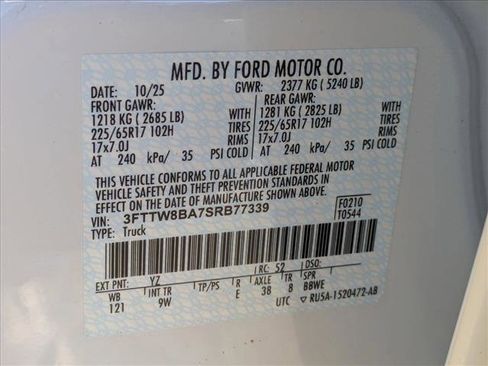 MFD. BY FORD MOTOR CO.
DATE: 10/25 GVWR: 2377 KG ( 5240 LB)
FRONT GAWR: REAR GAWR:
1218 KG ( 2685 LB) WITH 1281 KG ( 2825 LB) WITH
225/65R17 102H TIRES 225/65R17 102H TIRES
17x7.0J RIMS 17x7.0J RIMS
AT 240 kPa/ 35 PSI COLD AT 240 kPa/ 35 PSI COLD
THIS VEHICLE CONFORMS TO ALL APPLICABLE FEDERAL MOTOR
VEHICLE SAFETY AND THEFT PREVENTION STANDARDS IN
EFFECT ON THE DATE OF MANUFACTURE SHOWN ABOVE.
VIN: 3FTTW8BA7SRB77339 F0210
TYPE: Truck T0544
EXT PNT: YZ RC: 52 DSO:
WB INT TR TP/PS R AXLE TR SPR
121 9W E 38 8 BBWE
UTC ▽ RU5A-1520472-AB